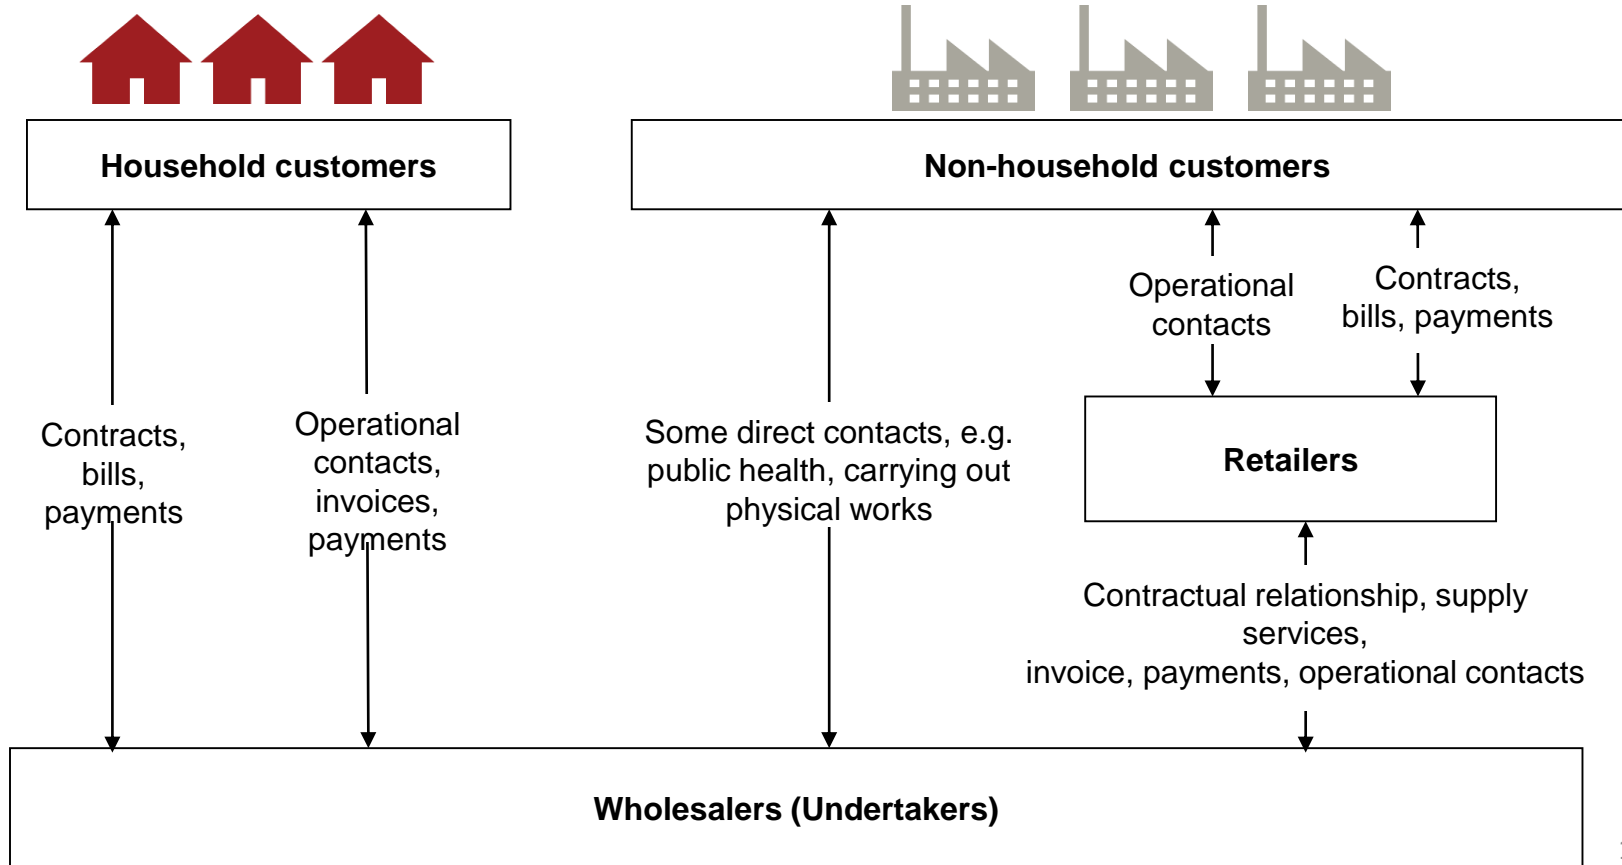 Household customers
Non-household customers
Operational
contacts
Contracts,
bills, payments
Contracts,
bills,
payments
Operational
contacts,
invoices,
payments
Some direct contacts, e.g.
public health, carrying out
physical works
Retailers
Contractual relationship, supply
services,
invoice, payments, operational contacts
Wholesalers (Undertakers)